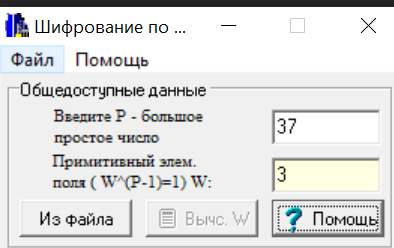 Шифрование по ...
Файл Помощь
Общедоступные данные
Введите P - большое
простое число
37
Примитивный элем.
поля ( W^(P-1)=1) W:
3
Из файла Выч. W Помощь